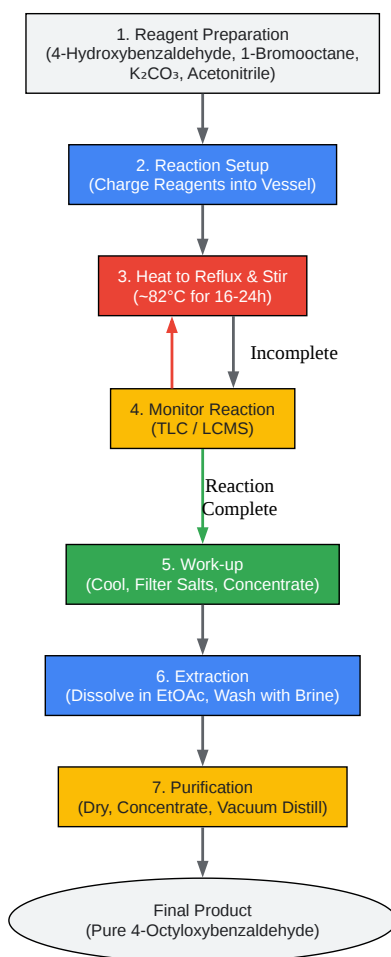 1. Reagent Preparation
(4-Hydroxybenzaldehyde, 1-Bromooctane,
K₂CO₃, Acetonitrile)
2. Reaction Setup
(Charge Reagents into Vessel)
3. Heat to Reflux & Stir
(~82°C for 16-24h)
Incomplete
4. Monitor Reaction
(TLC / LCMS)
Reaction
Complete
5. Work-up
(Cool, Filter Salts, Concentrate)
6. Extraction
(Dissolve in EtOAc, Wash with Brine)
7. Purification
(Dry, Concentrate, Vacuum Distill)
Final Product
(Pure 4-Octyloxybenzaldehyde)